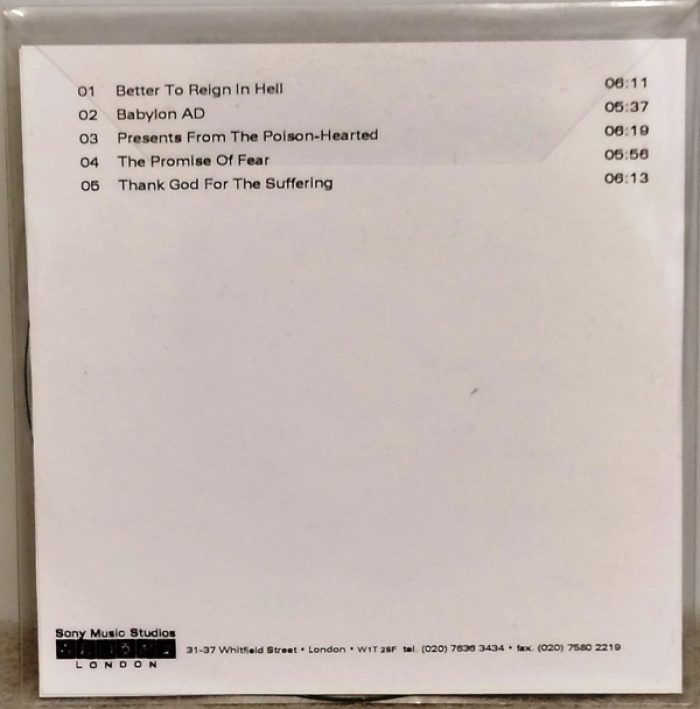 01 Better To Reign In Hell 06:11
02 Babylon AD 05:37
03 Presents From The Poison-Hearted 06:19
04 The Promise Of Fear 05:56
05 Thank God For The Suffering 06:13
Sony Music Studios
LONDON
31-37 Whitfield Street • London • W1T 2SF tel. (020) 7636 3434 • fax. (020) 7580 2219